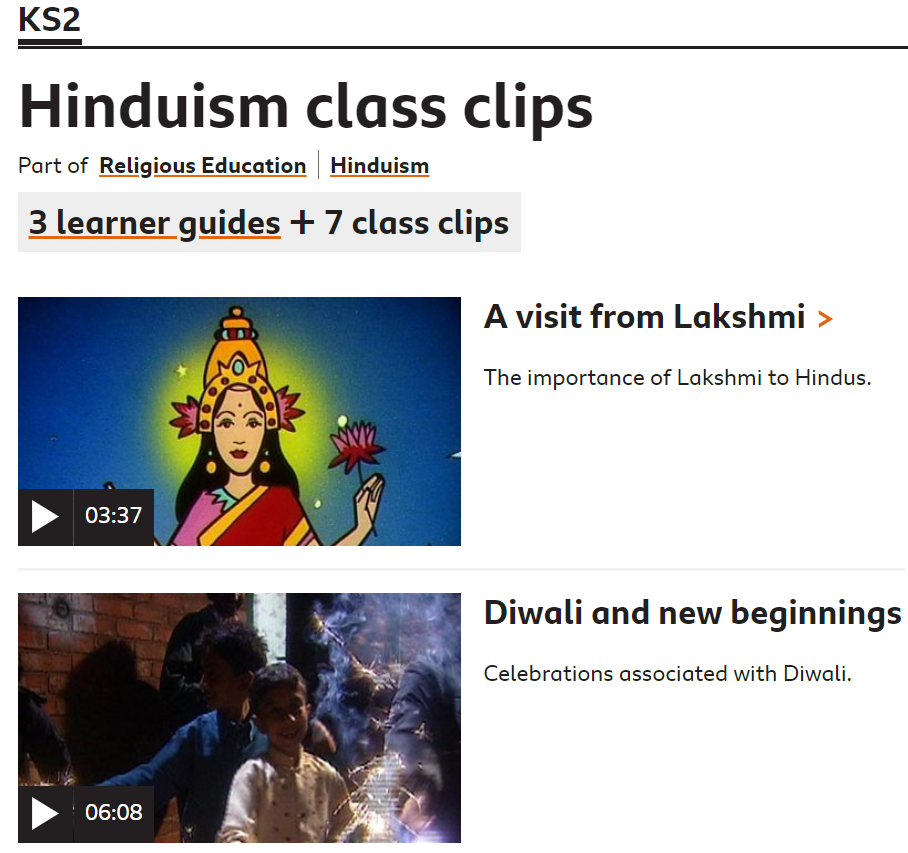 KS2
Hinduism class clips
Part of Religious Education | Hinduism
3 learner guides + 7 class clips
A visit from Lakshmi >
The importance of Lakshmi to Hindus.
03:37
Diwali and new beginnings
Celebrations associated with Diwali.
06:08